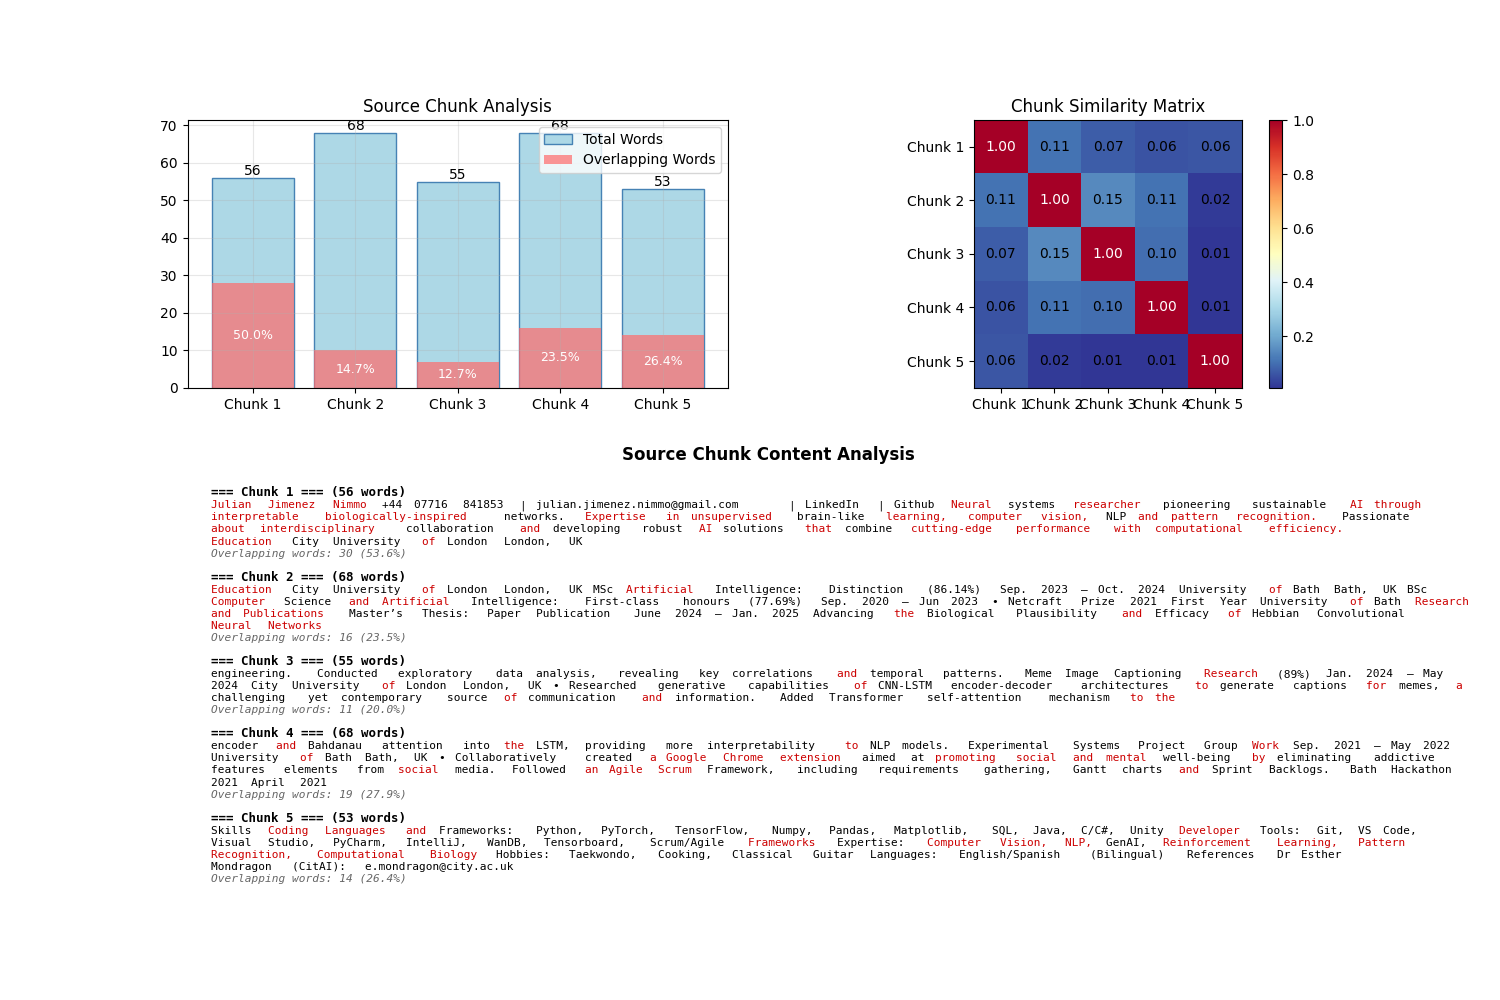 Source Chunk Analysis
70
60
50
40
30
20
10
0
56
68
55
68
53
Total Words
Overlapping Words
50.0%
14.7%
12.7%
23.5%
26.4%
Chunk 1 Chunk 2 Chunk 3 Chunk 4 Chunk 5
Chunk Similarity Matrix
Chunk 1 1.00 0.11 0.07 0.06 0.06
Chunk 2 0.11 1.00 0.15 0.11 0.02
Chunk 3 0.07 0.15 1.00 0.10 0.01
Chunk 4 0.06 0.11 0.10 1.00 0.01
Chunk 5 0.06 0.02 0.01 0.01 1.00
Chunk 1 Chunk 2 Chunk 3 Chunk 4 Chunk 5
1.0
0.8
0.6
0.4
0.2
Source Chunk Content Analysis
=== Chunk 1 === (56 words)
Julian Jimenez Nimmo +44 07716 841853 | julian.jimenez.nimmo@gmail.com | LinkedIn | Github Neural systems researcher pioneering sustainable AI through
interpretable biologically-inspired networks. Expertise in unsupervised brain-like learning, computer vision, NLP and pattern recognition. Passionate
about interdisciplinary collaboration and developing robust AI solutions that combine cutting-edge performance with computational efficiency.
Education City University of London London, UK
Overlapping words: 30 (53.6%)
=== Chunk 2 === (68 words)
Education City University of London London, UK MSc Artificial Intelligence: Distinction (86.14%) Sep. 2023 – Oct. 2024 University of Bath Bath, UK BSc
Computer Science and Artificial Intelligence: First-class honours (77.69%) Sep. 2020 – Jun 2023 • Netcraft Prize 2021 First Year University of Bath Research
and Publications Master’s Thesis: Paper Publication June 2024 – Jan. 2025 Advancing the Biological Plausibility and Efficacy of Hebbian Convolutional
Neural Networks
Overlapping words: 16 (23.5%)
=== Chunk 3 === (55 words)
engineering. Conducted exploratory data analysis, revealing key correlations and temporal patterns. Meme Image Captioning Research (89%) Jan. 2024 – May
2024 City University of London London, UK • Researched generative capabilities of CNN-LSTM encoder-decoder architectures to generate captions for memes, a
challenging yet contemporary source of communication and information. Added Transformer self-attention mechanism to the
Overlapping words: 11 (20.0%)
=== Chunk 4 === (68 words)
encoder and Bahdanau attention into the LSTM, providing more interpretability to NLP models. Experimental Systems Project Group Work Sep. 2021 – May 2022
University of Bath Bath, UK • Collaboratively created a Google Chrome extension aimed at promoting social and mental well-being by eliminating addictive
features elements from social media. Followed an Agile Scrum Framework, including requirements gathering, Gantt charts and Sprint Backlogs. Bath Hackathon
2021 April 2021
Overlapping words: 19 (27.9%)
=== Chunk 5 === (53 words)
Skills Coding Languages and Frameworks: Python, PyTorch, TensorFlow, Numpy, Pandas, Matplotlib, SQL, Java, C/C#, Unity Developer Tools: Git, VS Code,
Visual Studio, PyCharm, IntelliJ, WanDB, Tensorboard, Scrum/Agile Frameworks Expertise: Computer Vision, NLP, GenAI, Reinforcement Learning, Pattern
Recognition, Computational Biology Hobbies: Taekwondo, Cooking, Classical Guitar Languages: English/Spanish (Bilingual) References Dr Esther
Mondragon (CitAI): e.mondragon@city.ac.uk
Overlapping words: 14 (26.4%)